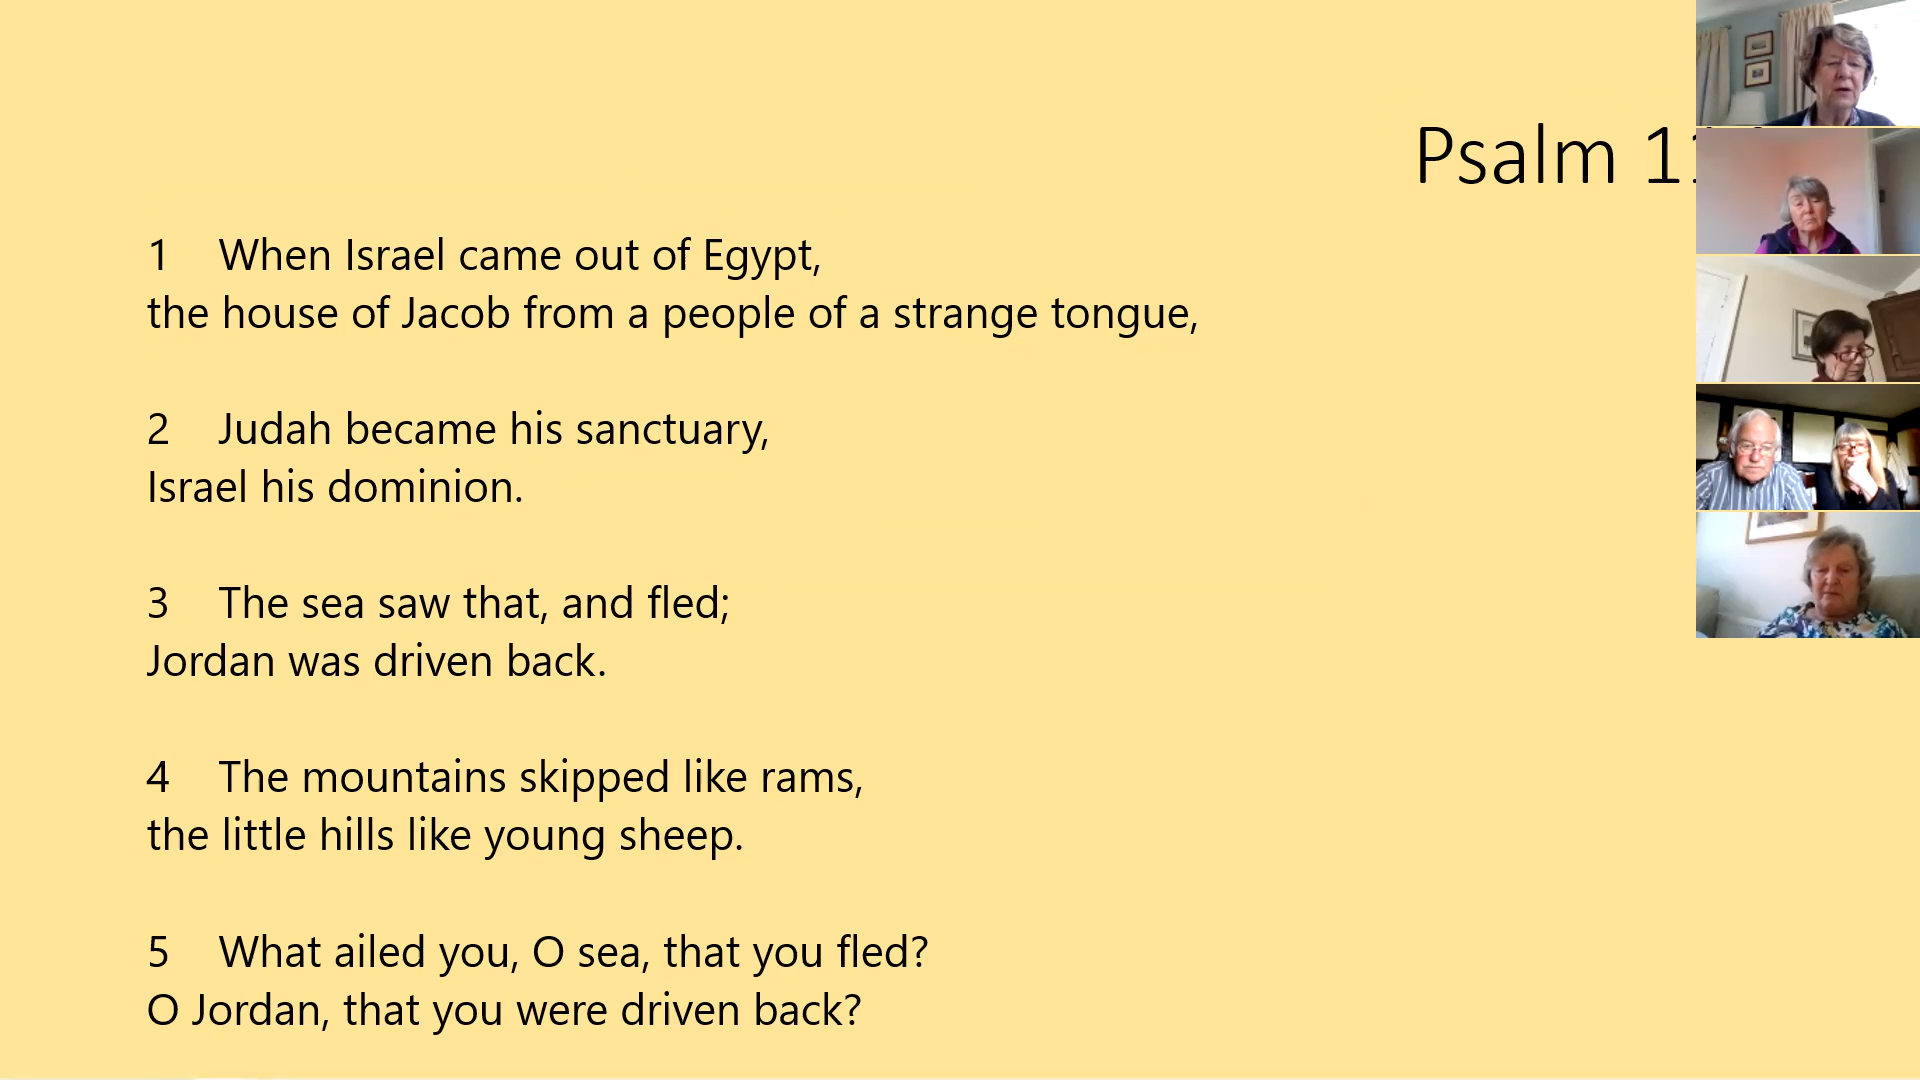 Psalm 11
1 When Israel came out of Egypt,
the house of Jacob from a people of a strange tongue,
2 Judah became his sanctuary,
Israel his dominion.
3 The sea saw that, and fled;
Jordan was driven back.
4 The mountains skipped like rams,
the little hills like young sheep.
5 What ailed you, O sea, that you fled?
O Jordan, that you were driven back?